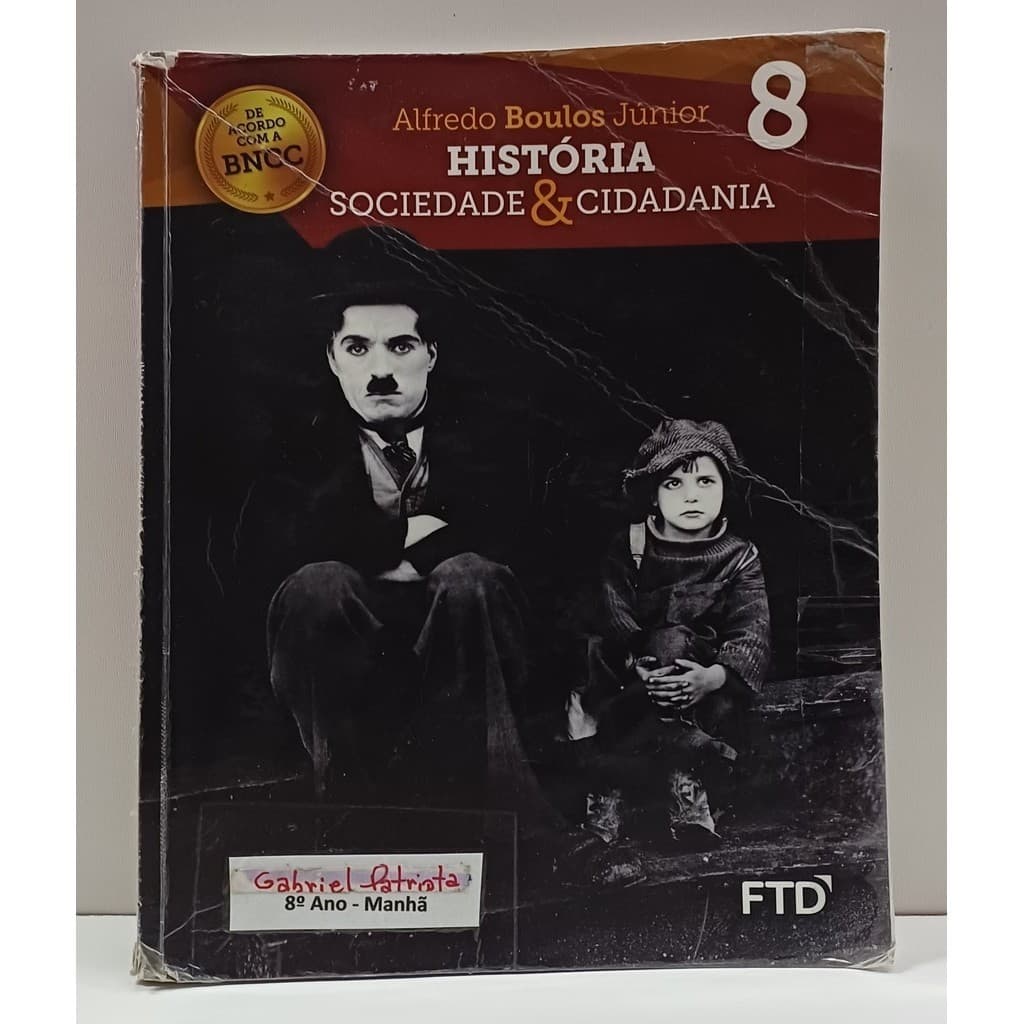 DE
ACORDO
COM A
BNCC
Alfredo Boulos Júnior
8
HISTÓRIA
SOCIEDADE & CIDADANIA
Gabriel Patriota
8º Ano - Manhã
FTD